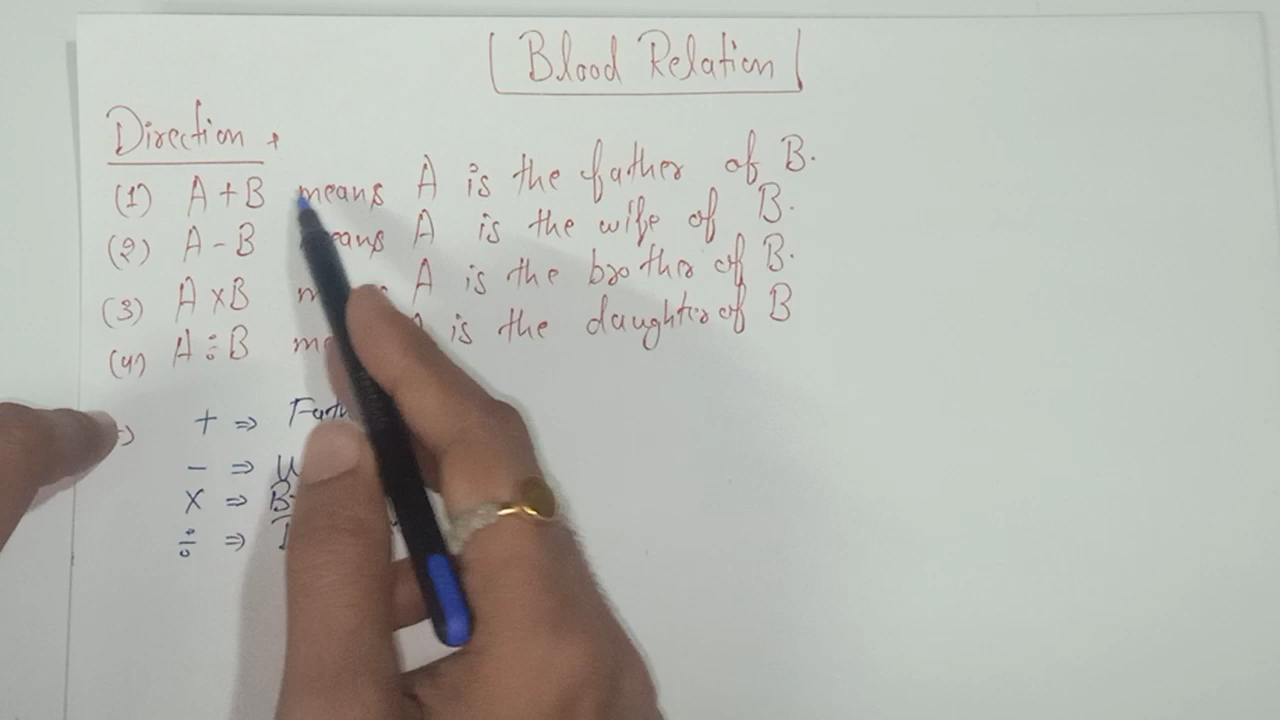 Blood Relation
Direction
(1) A + B means A is the father of B.
(2) A - B means A is the wife of B.
(3) A × B A is the brother of B.
(4) A ÷ B is the daughter of B
+ ⇒
- ⇒
× ⇒
÷ ⇒